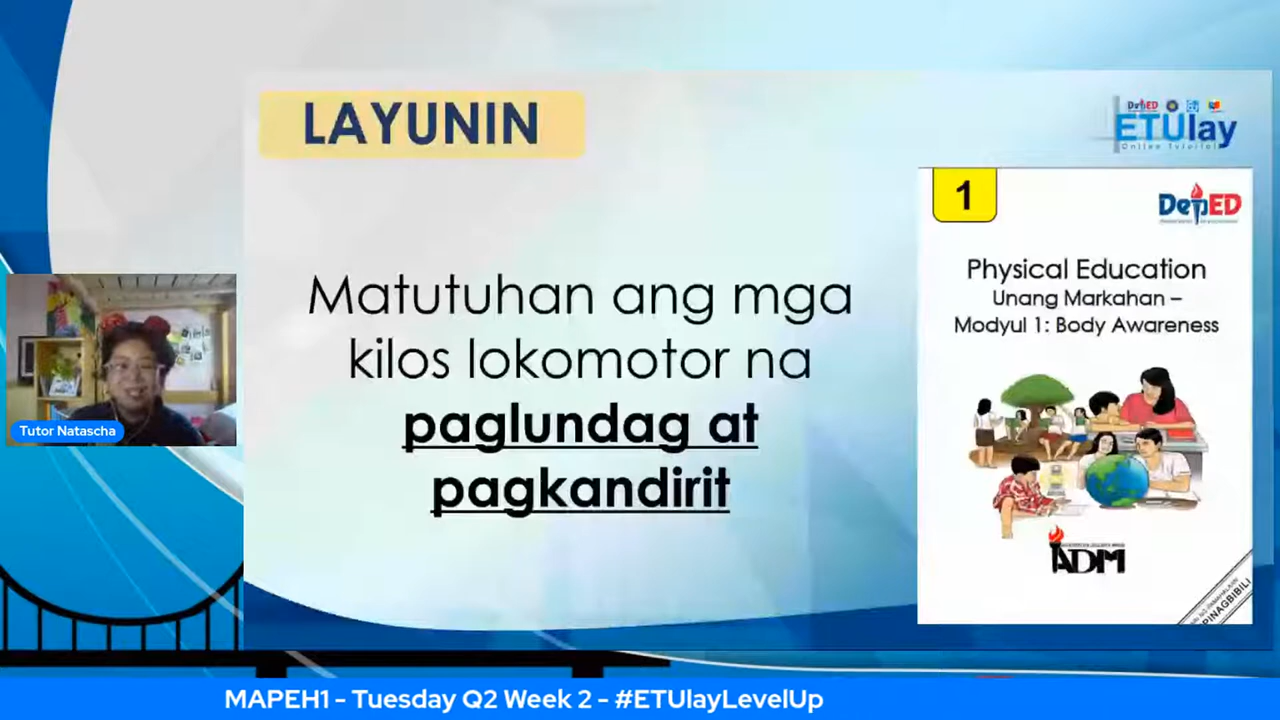 LAYUNIN
DepED
ETUlay
Online Tutorial
1
DepED
Physical Education
Unang Markahan –
Modyul 1: Body Awareness
Matutuhan ang mga
kilos lokomotor na
paglundag at
pagkandirit
Tutor Natascha
ADM
PINAGBIBILI
MAPEH1 - Tuesday Q2 Week 2 - #ETUlayLevelUp